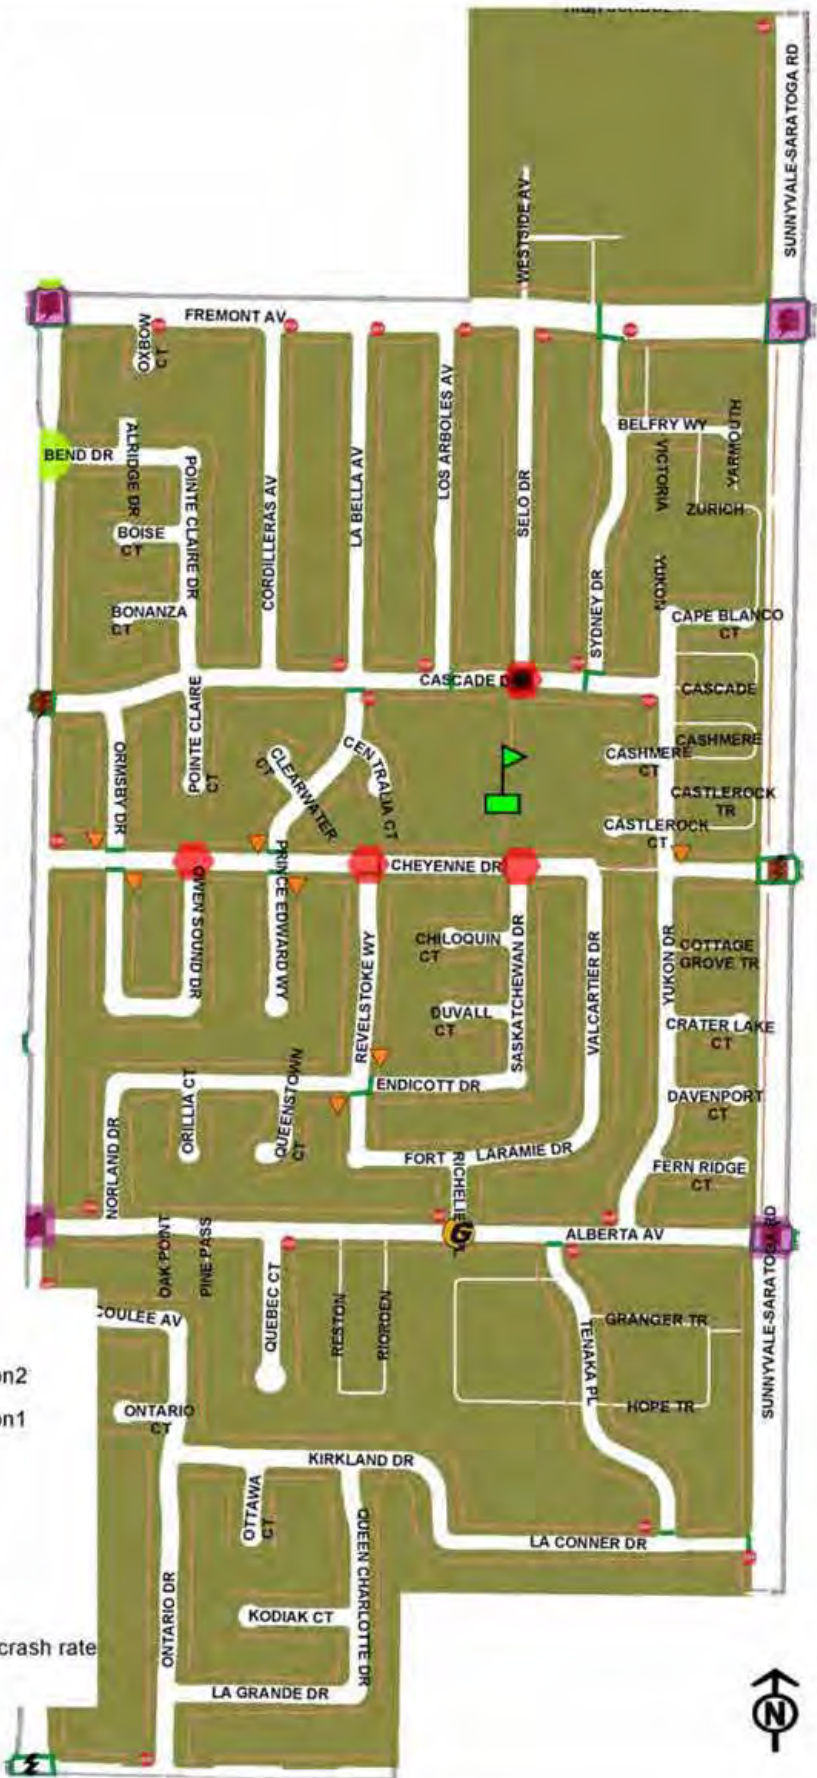 SUNNYVALE-SARATOGA RD
WESTSIDE AV
FREMONT AV
OXBOW
CT
BEND DR
ALRIDGE DR
POINTE CLAIRE DR
BOISE
CT
BONANZA
CT
CORDILLERAS AV
LA BELLA AV
LOS ARBOLES AV
SELO DR
SYDNEY DR
BELFRY WY
VICTORIA
YARMOUTH
ZURICH
YUKON
CAPE BLANCO
CT
CASCADE D
CASCADE
ORMSBY DR
POINTE CLAIRE
CT
CLEARWATER
CT
CENTRALIA CT
CASHMERE
CT
CASHMERE
CASTLEROCK
TR
CASTLEROCK
CT
CHEYENNE DR
OWEN SOUND DR
PRINCE EDWARD WY
REVELSTOKE WY
CHILOQUIN
CT
DUVALL
CT
SASKATCHEWAN DR
VALCARTIER DR
YUKON DR
COTTAGE
GROVE TR
CRATER LAKE
CT
DAVENPORT
CT
FERN RIDGE
CT
NORLAND DR
ORILLIA CT
QUEENSTOWN
CT
ENDICOTT DR
FORT LARAMIE DR
RICHELIE
G
ALBERTA AV
SUNNYVALE-SARATOGA RD
OAK POINT
PINE PASS
QUEBEC CT
RESTON
RIORDEN
TENAKA PL
GRANGER TR
HOPE TR
COULEE AV
on2
on1
ONTARIO
CT
KIRKLAND DR
OTTAWA
CT
QUEEN CHARLOTTE DR
LA CONNER DR
ONTARIO DR
KODIAK CT
crash rate
LA GRANDE DR
N